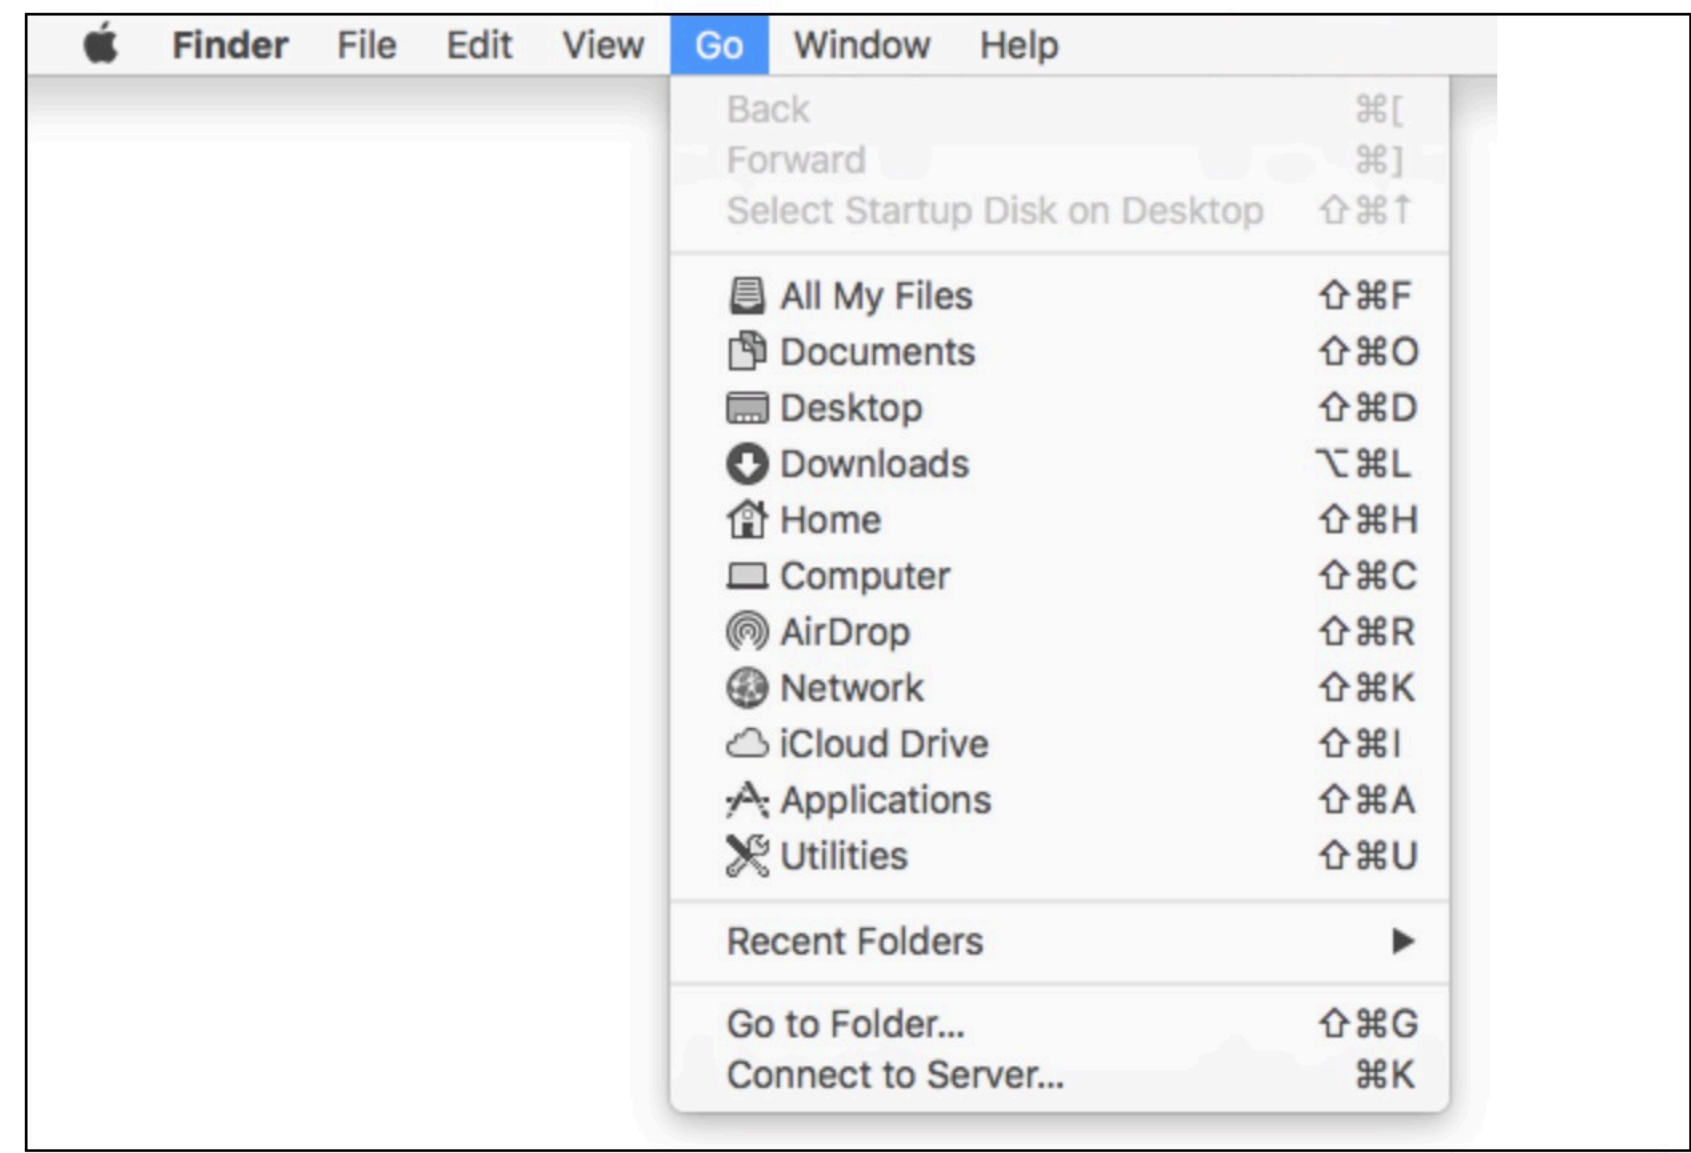 Finder File Edit View Go Window Help
Back ⌘[
Forward ⌘]
Select Startup Disk on Desktop ⇧⌘↑
All My Files ⇧⌘F
Documents ⇧⌘O
Desktop ⇧⌘D
Downloads ⌥⌘L
Home ⇧⌘H
Computer ⇧⌘C
AirDrop ⇧⌘R
Network ⇧⌘K
iCloud Drive ⇧⌘I
Applications ⇧⌘A
Utilities ⇧⌘U
Recent Folders ▶
Go to Folder... ⇧⌘G
Connect to Server... ⌘K